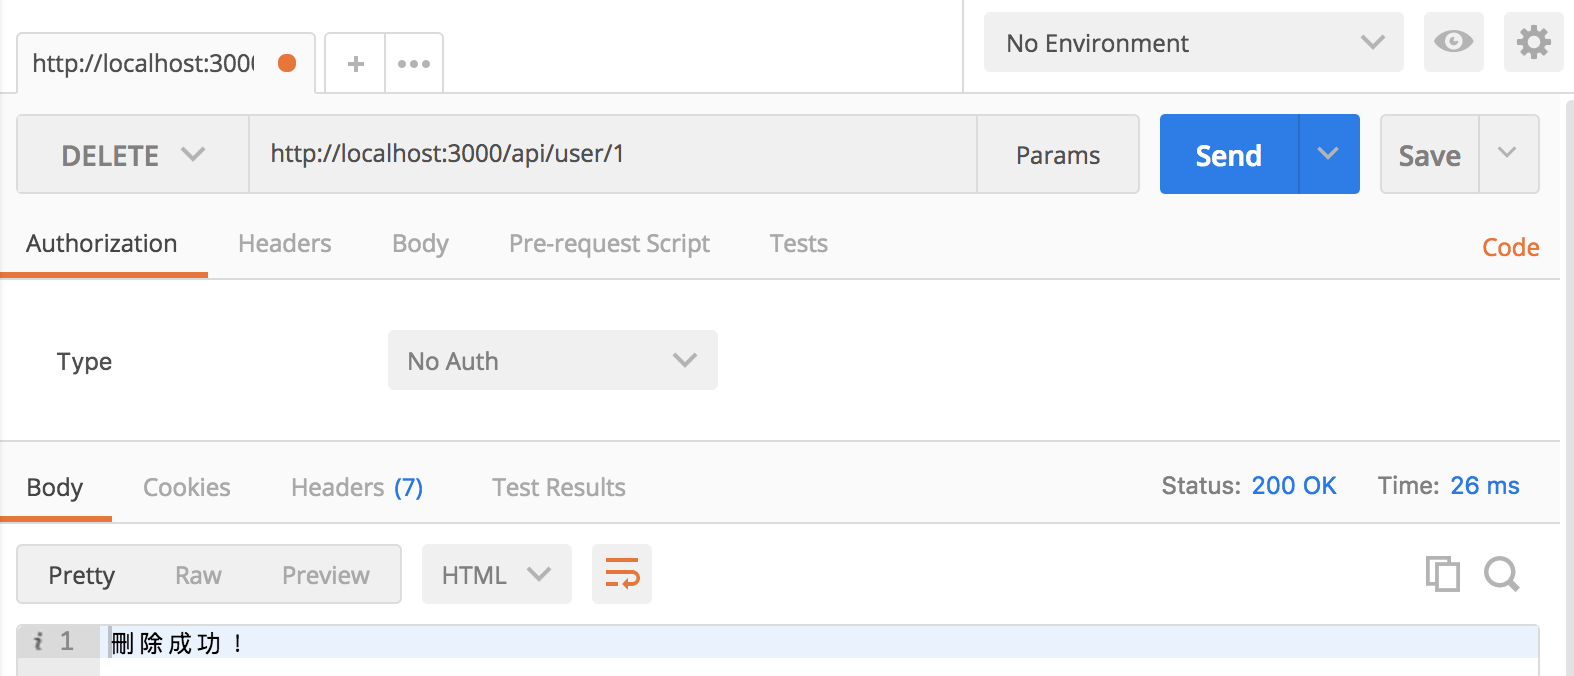 http://localhost:300
No Environment
DELETE
http://localhost:3000/api/user/1
Params
Send
Save
Authorization
Headers
Body
Pre-request Script
Tests
Code
Type
No Auth
Body
Cookies
Headers (7)
Test Results
Status: 200 OK
Time: 26 ms
Pretty
Raw
Preview
HTML
i 1
刪除成功！